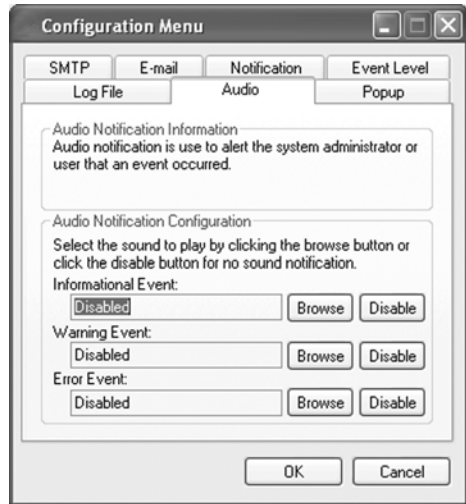 Configuration Menu
SMTP E-mail Notification Event Level
Log File Audio Popup
Audio Notification Information
Audio notification is use to alert the system administrator or
user that an event occurred.
Audio Notification Configuration
Select the sound to play by clicking the browse button or
click the disable button for no sound notification.
Informational Event:
Disabled Browse Disable
Warning Event:
Disabled Browse Disable
Error Event:
Disabled Browse Disable
OK Cancel